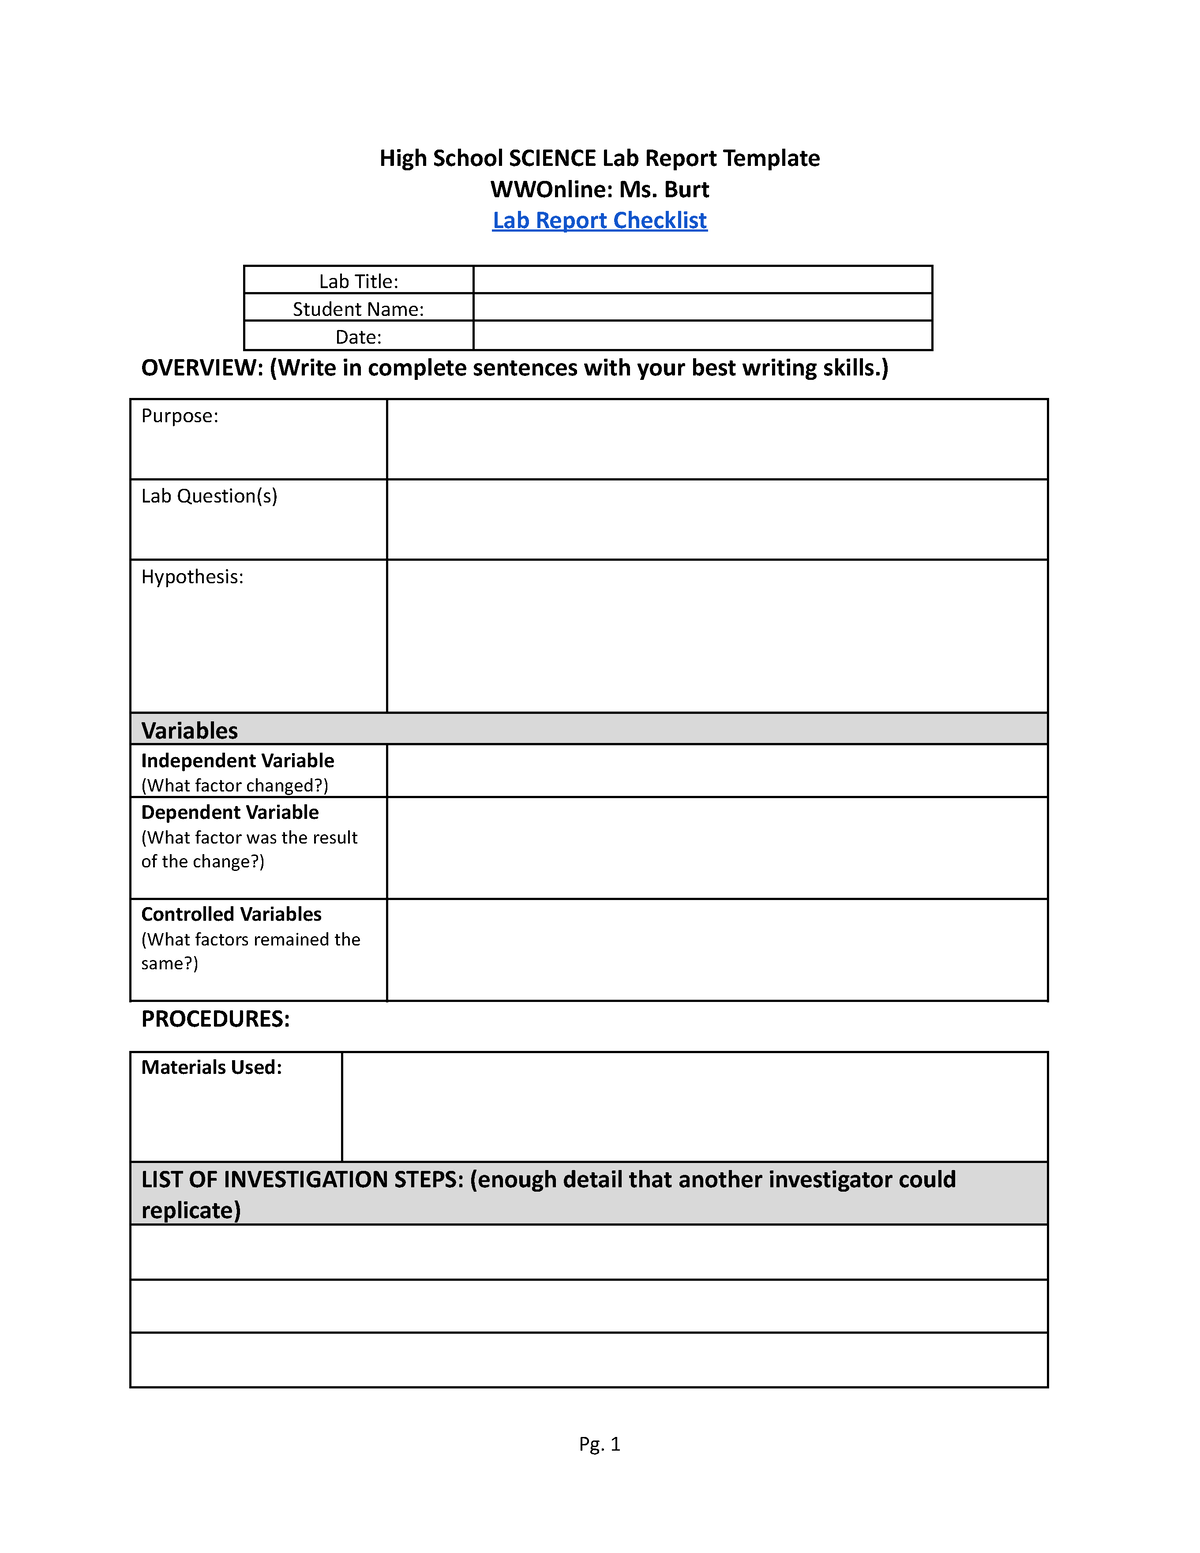 High School SCIENCE Lab Report Template
WWOnline: Ms. Burt
Lab Report Checklist
Lab Title:
Student Name:
Date:
OVERVIEW: (Write in complete sentences with your best writing skills.)
Purpose:
Lab Question(s)
Hypothesis:
Variables
Independent Variable
(What factor changed?)
Dependent Variable
(What factor was the result
of the change?)
Controlled Variables
(What factors remained the
same?)
PROCEDURES:
Materials Used:
LIST OF INVESTIGATION STEPS: (enough detail that another investigator could
replicate)
Pg. 1